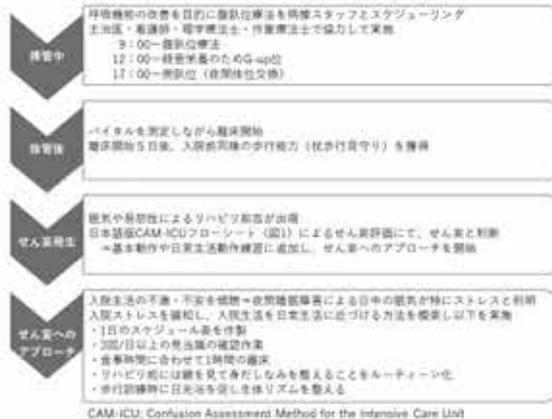 挿管中
呼吸機能の改善を目的に腹臥位療法を病棟スタッフとスケジューリング
主治医・看護師・理学療法士・作業療法士で協力して実施
9:00ー腹臥位療法
12:00ー経管栄養のためG-up位
17:00ー側臥位(夜間体位交換)
抜管後
バイタルを測定しながら離床開始
離床開始5日後、入院前同様の歩行能力(杖歩行見守り)を獲得
せん妄発生
眠気や易怒性によるリハビリ拒否が出現
日本語版CAM-ICUフローシート(図1)によるせん妄評価にて、せん妄と判断
⇒基本動作や日常生活動作練習に追加し、せん妄へのアプローチを開始
せん妄への
アプローチ
入院生活の不満・不安を傾聴⇒夜間睡眠障害による日中の眠気が特にストレスと判明
入院ストレスを緩和し、入院生活を日常生活に近づける方法を模索し以下を実施
・1日のスケジュール表を作製
・3回/日以上の見当識の確認作業
・食事時間に合わせて1時間の離床
・リハビリ前には鏡を見て身だしなみを整えることをルーティーン化
・歩行訓練時に日光浴を促し生体リズムを整える
CAM-ICU: Confusion Assessment Method for the Intensive Care Unit